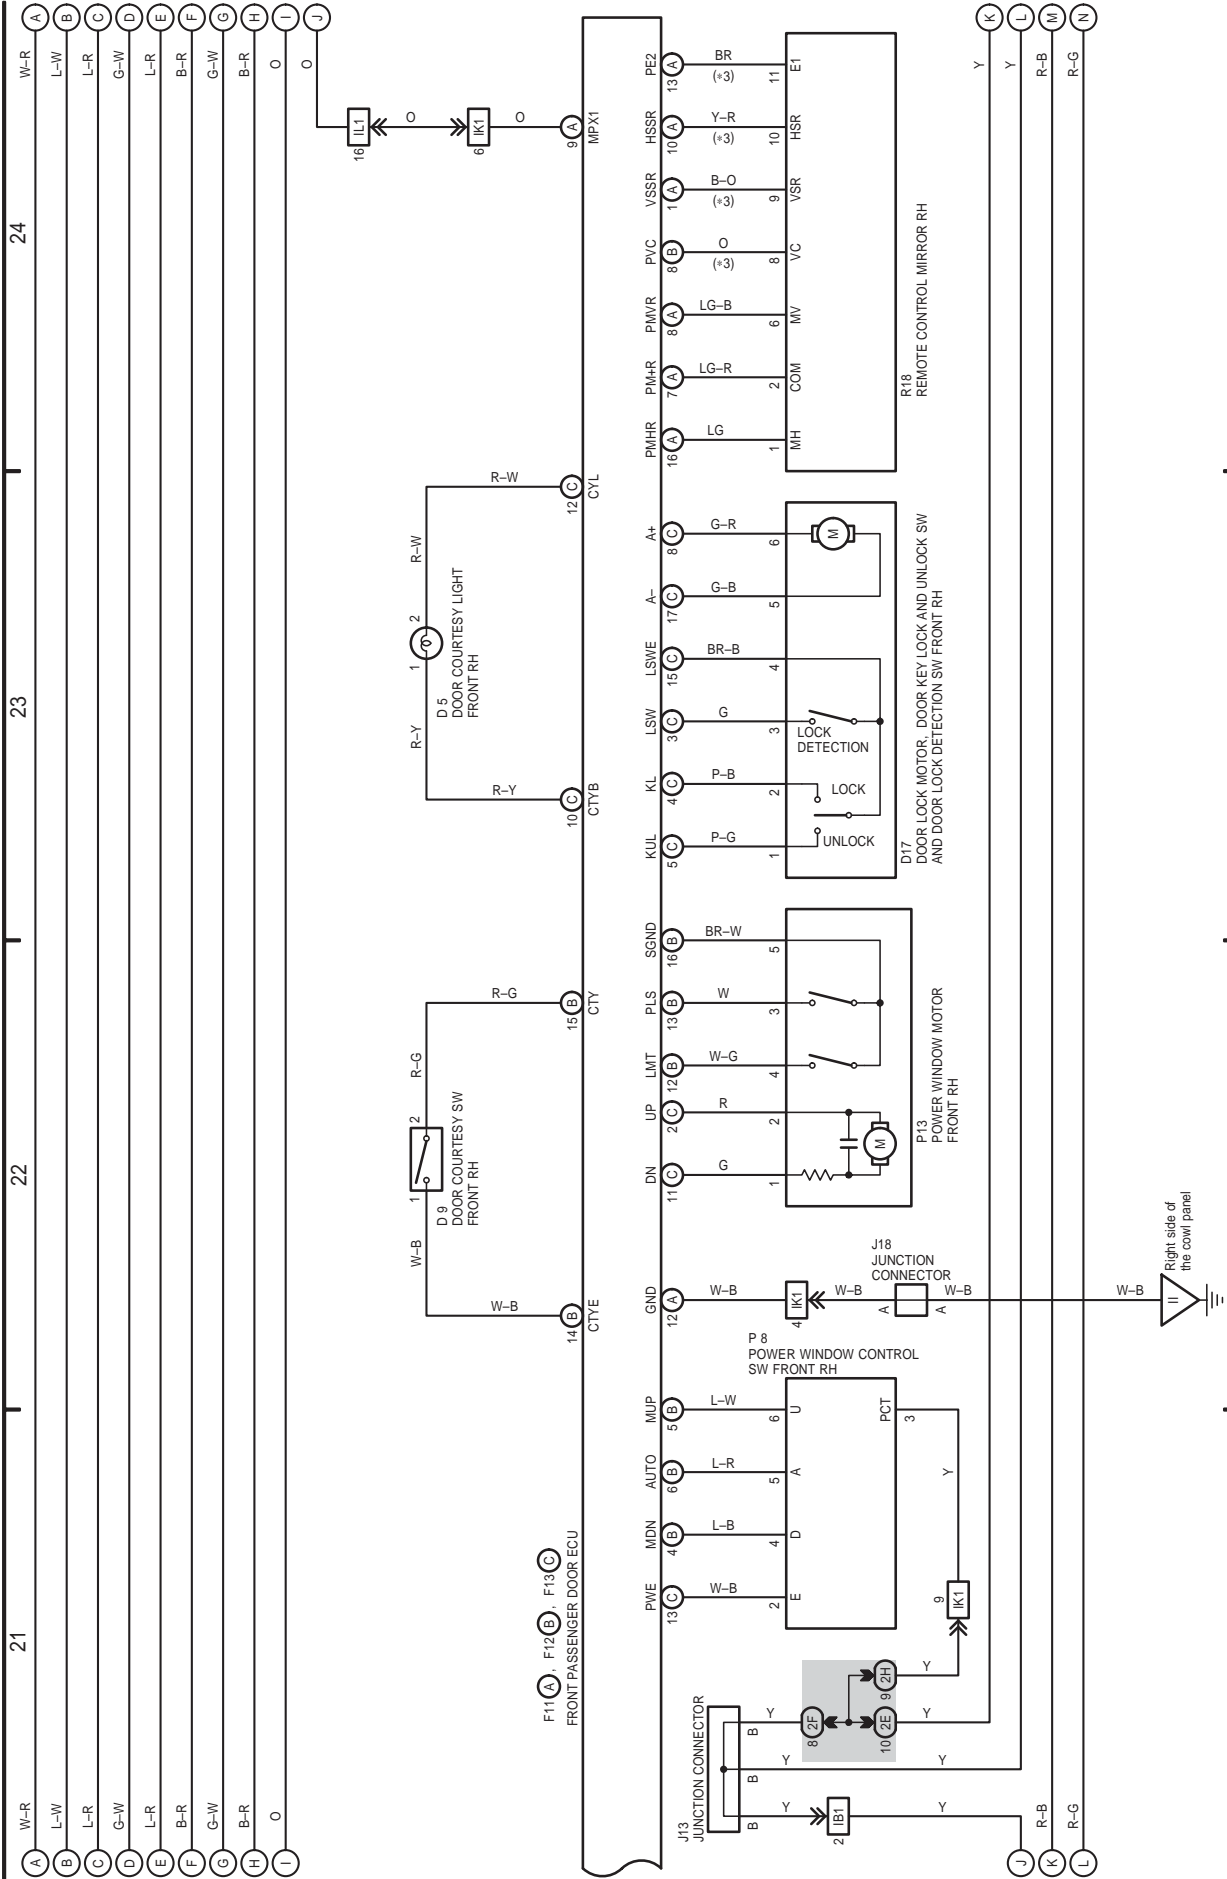 21
22
23
24
A W–R W–R A
B L–W L–W B
C L–R L–R C
D G–W G–W D
E L–R L–R E
F B–R B–R F
G G–W G–W G
H B–R B–R H
I O O I
O J
16 IL1
O
6 IK1
O
9 A
MPX1
W–B
W–B
1 2
R–G
R–G
D 9
DOOR COURTESY SW
FRONT RH
14 B
CTYE
15 B
CTY
R–Y
R–Y
1 2
R–W
R–W
D 5
DOOR COURTESY LIGHT
FRONT RH
10 C
CTYB
12 C
CYL
F11 A , F12 B , F13 C
FRONT PASSENGER DOOR ECU
PWE
13 C
W–B
2
E
MDN
4 B
L–B
4
D
AUTO
6 B
L–R
5
A
MUP
5 B
L–W
6
U
PCT
3
Y
P 8
POWER WINDOW CONTROL
SW FRONT RH
GND
12 A
W–B
4 IK1
W–B
A
J18
JUNCTION
CONNECTOR
A
W–B
W–B
II
Right side of
the cowl panel
DN
11 C
G
1
UP
2 C
R
2
M
LMT
12 B
W–G
4
PLS
13 B
W
3
SGND
16 B
BR–W
5
P13
POWER WINDOW MOTOR
FRONT RH
KUL
5 C
P–G
1
UNLOCK
KL
4 C
P–B
2
LOCK
LSW
3 C
G
3
LOCK
DETECTION
LSWE
15 C
BR–B
4
A–
17 C
G–B
5
A+
8 C
G–R
6
M
D17
DOOR LOCK MOTOR, DOOR KEY LOCK AND UNLOCK SW
AND DOOR LOCK DETECTION SW FRONT RH
PMHR
16 A
LG
1
MH
PM+R
7 A
LG–R
2
COM
PMVR
8 A
LG–B
6
MV
PVC
8 B
O
(∗3)
8
VC
VSSR
1 A
B–O
(∗3)
9
VSR
HSSR
10 A
Y–R
(∗3)
10
HSR
PE2
13 A
BR
(∗3)
11
E1
R18
REMOTE CONTROL MIRROR RH
J13
JUNCTION CONNECTOR
B
Y
2 IB1
Y
B
Y
Y
B
Y
8 2F
10 2E
Y
9 2H
Y
9
IK1
Y K
Y L
J
K R–B R–B M
L R–G R–G N